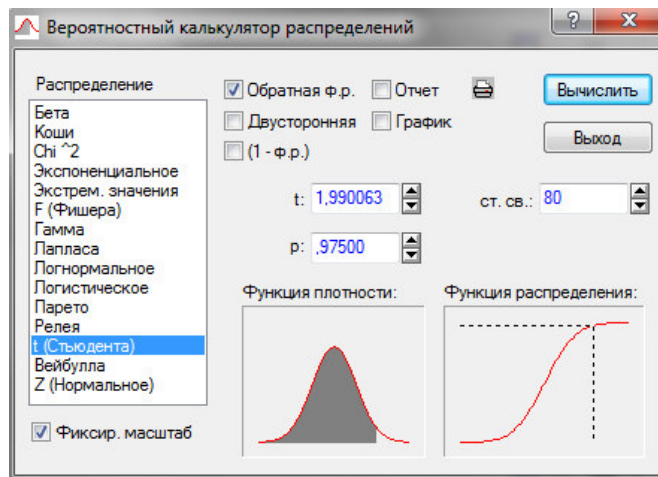 Вероятностный калькулятор распределений
Распределение
Бета
Коши
Chi ^2
Экспоненциальное
Экстрем. значения
F (Фишера)
Гамма
Лапласа
Логнормальное
Логистическое
Парето
Релея
t (Стьюдента)
Вейбулла
Z (Нормальное)
Фиксир. масштаб
Обратная ф.р.
Отчет
Двусторонняя
График
(1 - ф.р.)
Вычислить
Выход
t: 1,990063
ст. св.: 80
p: ,97500
Функция плотности:
Функция распределения: